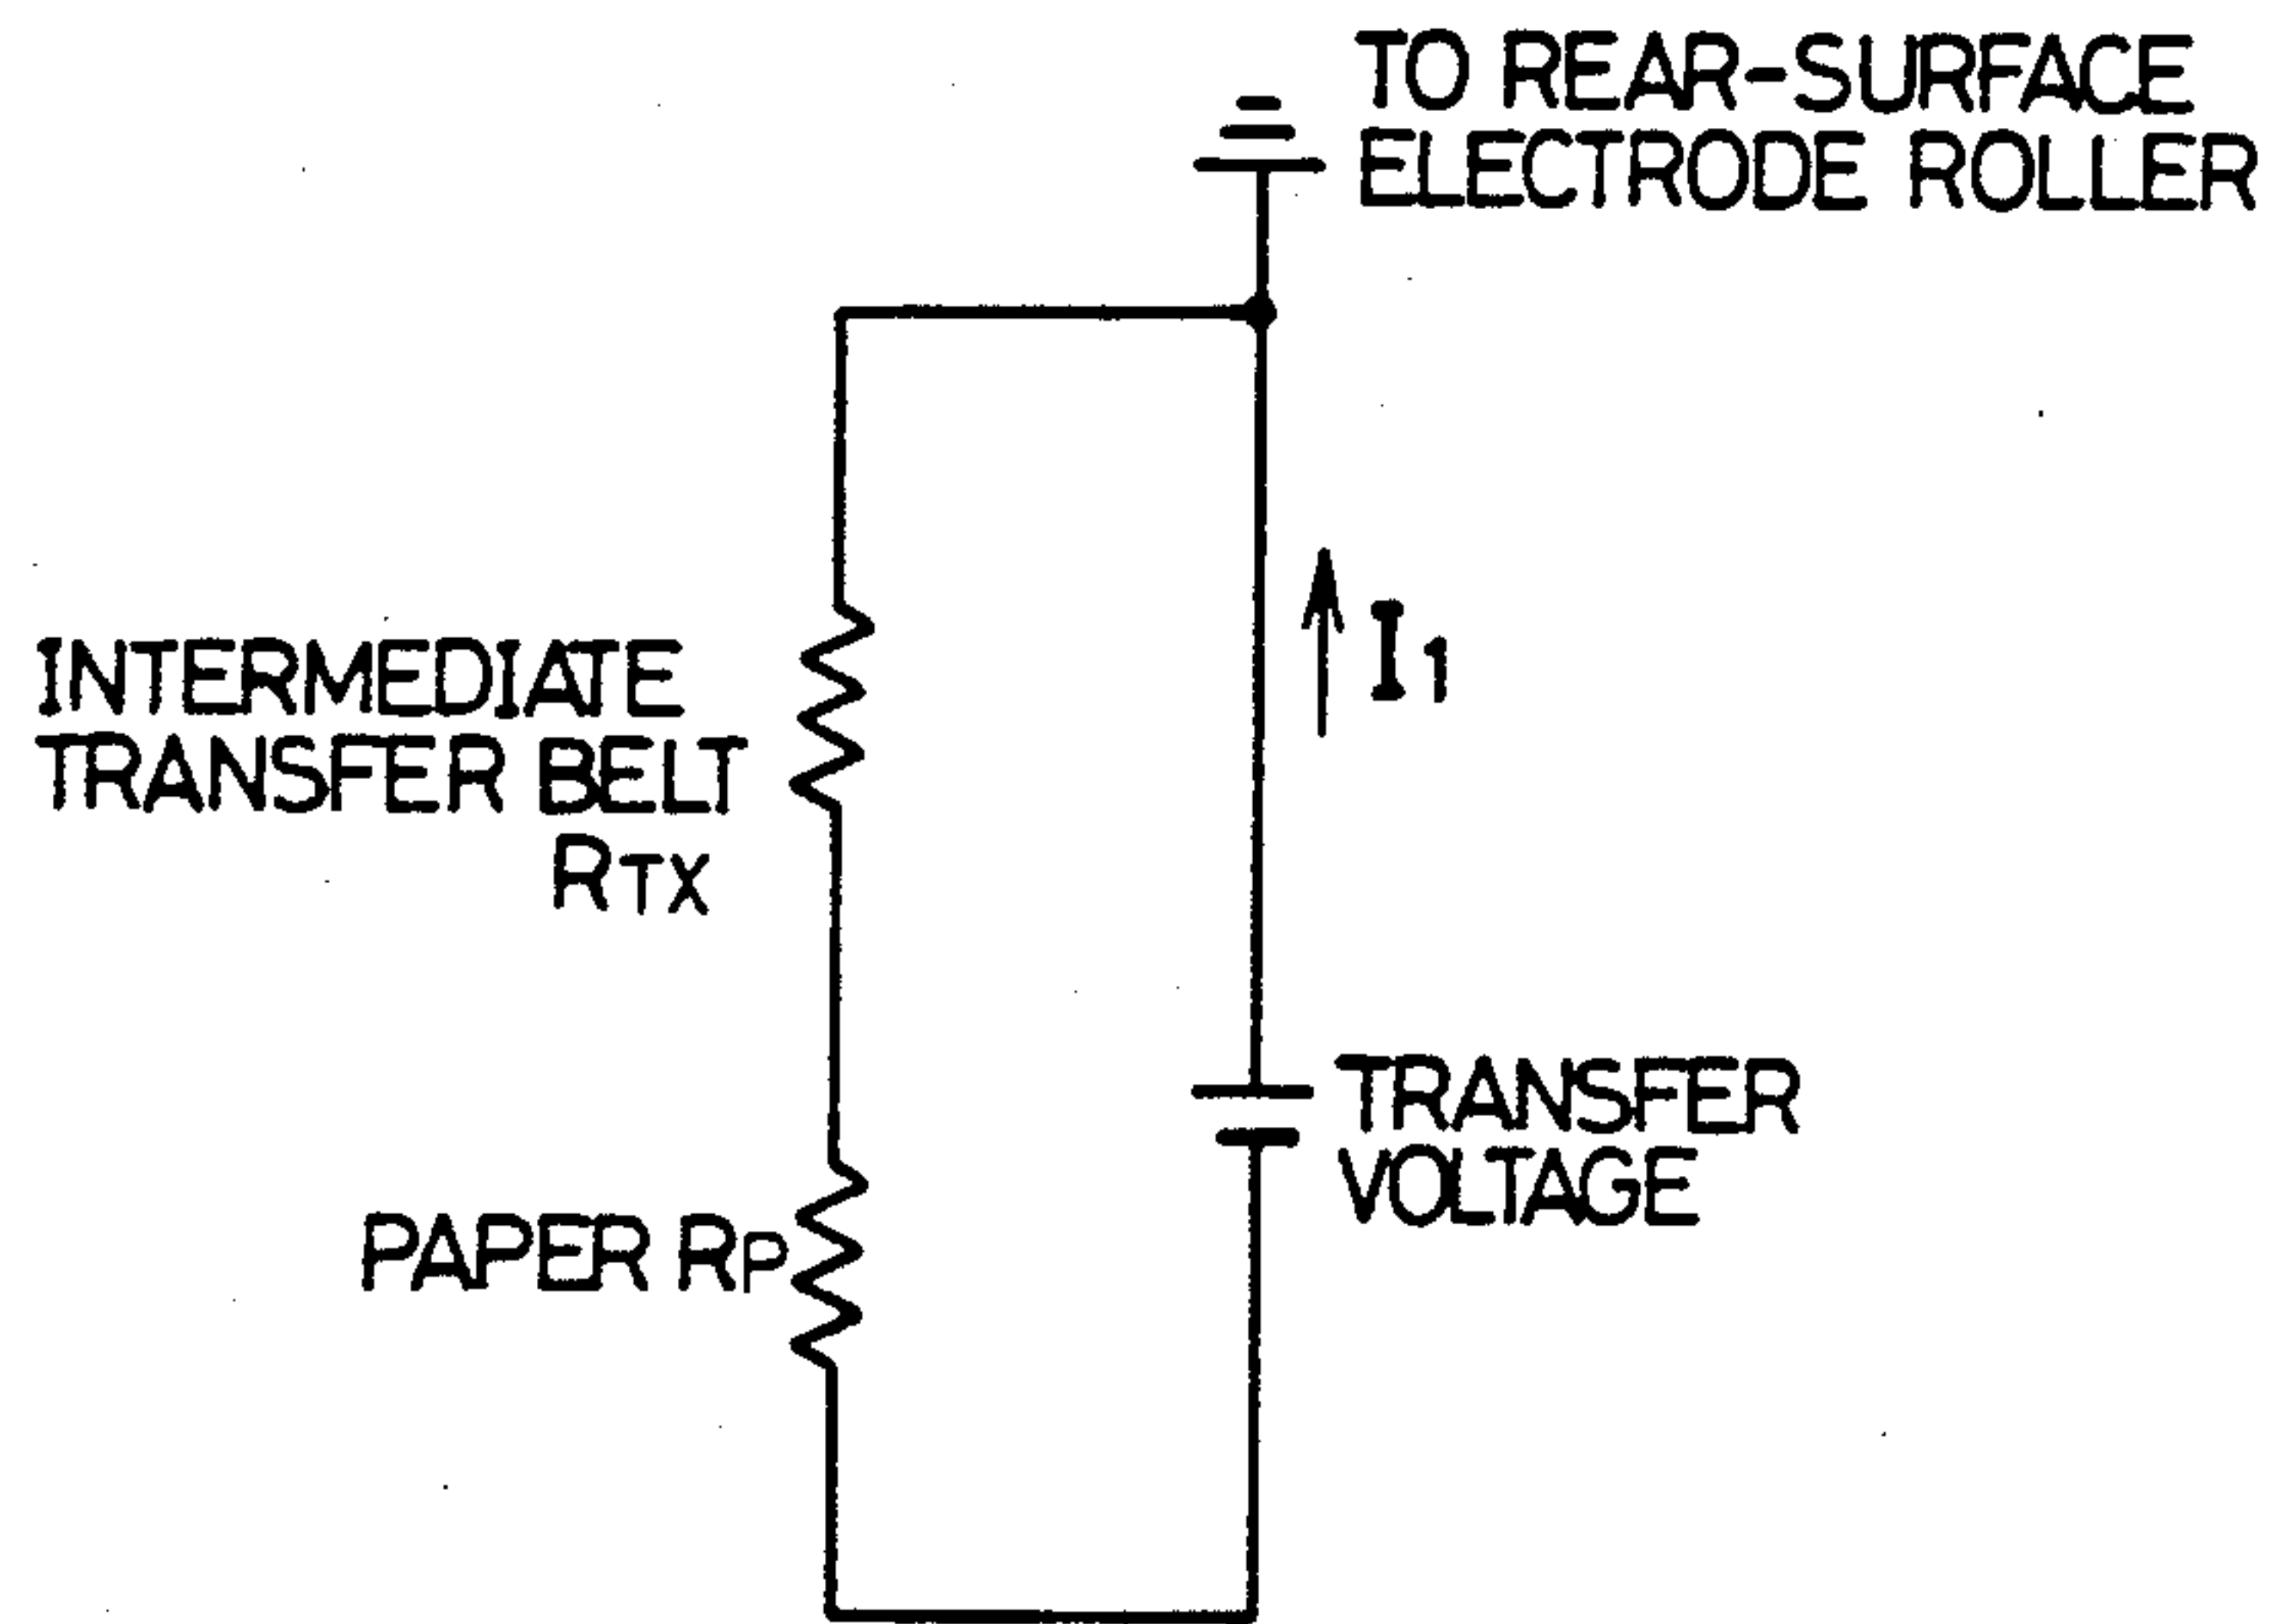 TO REAR-SURFACE
ELECTRODE ROLLER
I1
INTERMEDIATE
TRANSFER BELT
RTX
TRANSFER
VOLTAGE
PAPER RP